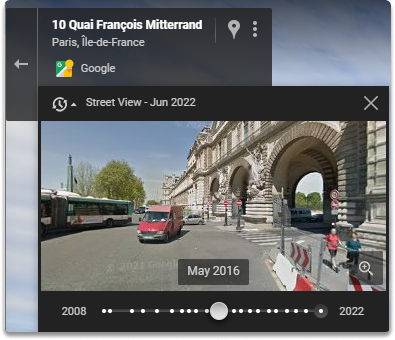 10 Quai François Mitterrand
Paris, Île-de-France
Google
Street View - Jun 2022
May 2016
2008
2022